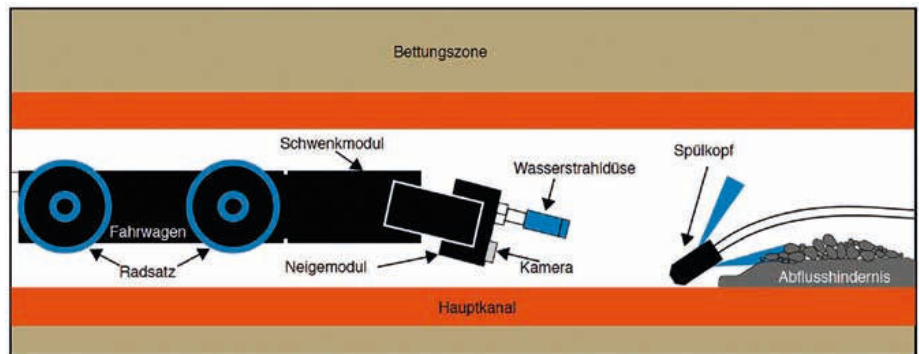 Bettungszone
Schwenkmodul
Wasserstrahldüse
Spülkopf
Fahrwagen
Radsatz
Neigemodul
Kamera
Abflusshindernis
Hauptkanal